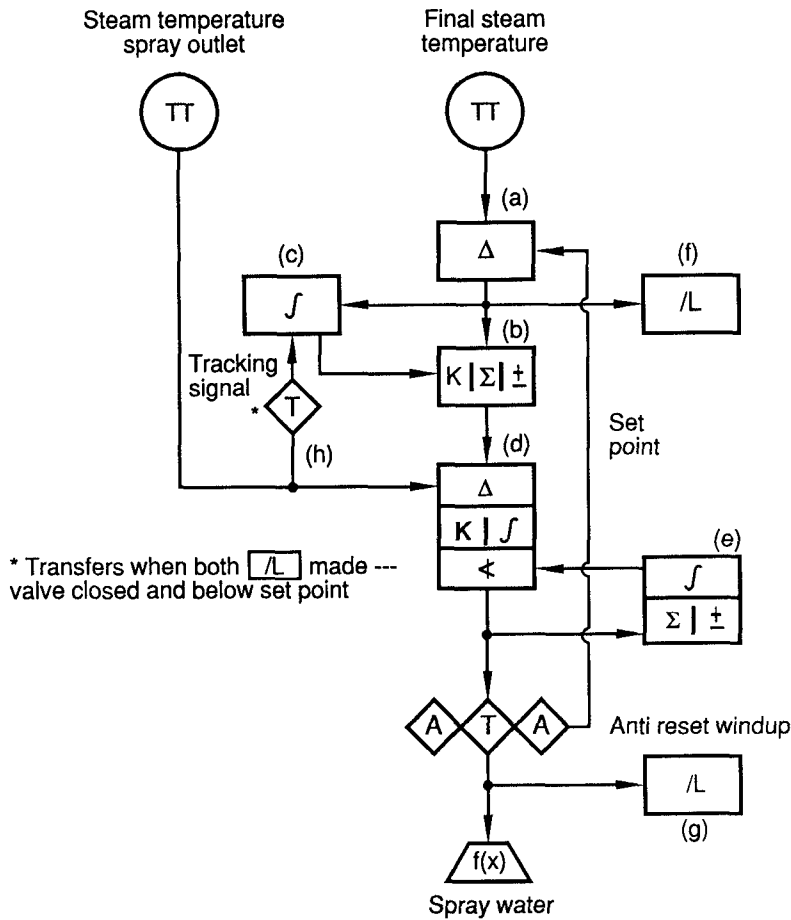 Steam temperature
spray outlet
Final steam
temperature
TT
TT
(a)
Δ
(c)
∫
(f)
/L
(b)
K | Σ | ±
Tracking
signal
* T
(h)
Set
point
(d)
Δ
K | ∫
∢
(e)
∫
Σ | ±
* Transfers when both /L made ---
valve closed and below set point
A T A
Anti reset windup
/L
(g)
f(x)
Spray water